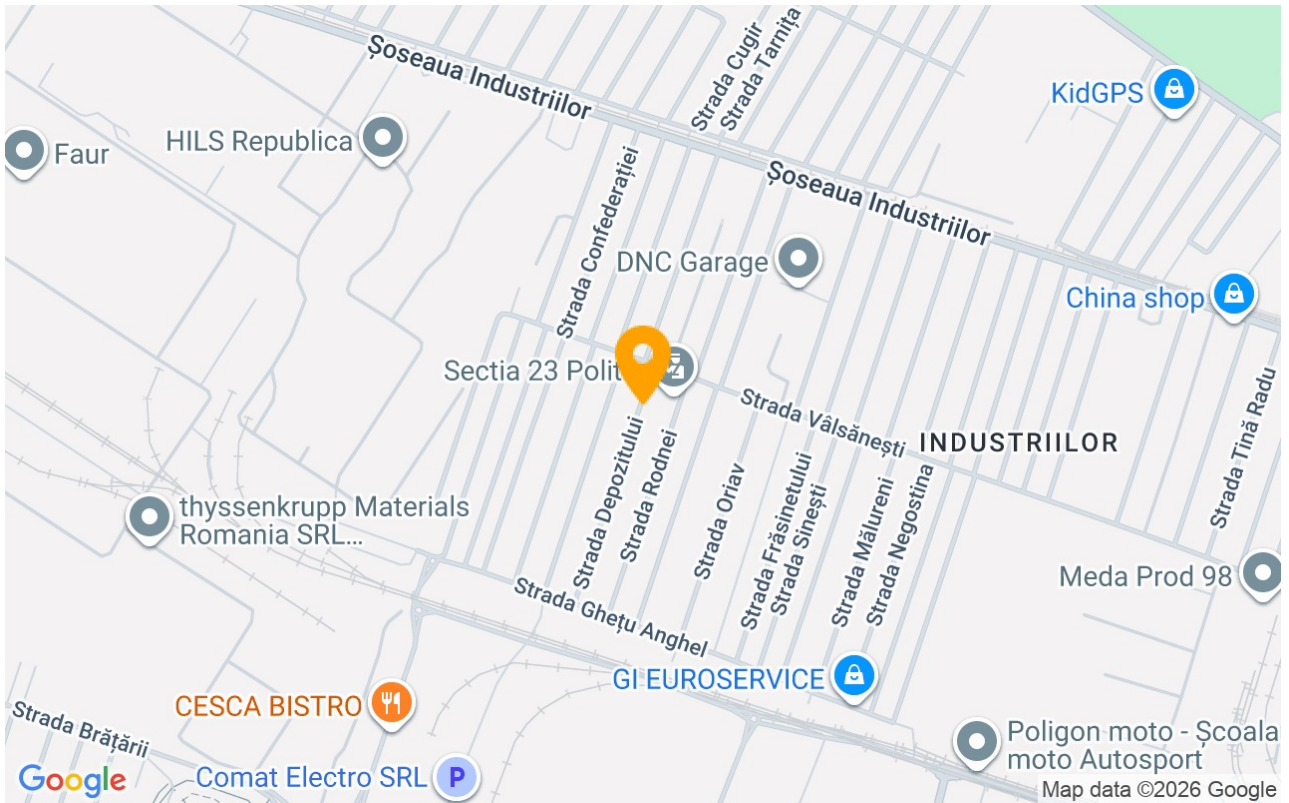 Șoseaua Industriilor
Strada Cugir
Strada Tarnița
KidGPS
Faur
HILS Republica
Strada Confederației
Șoseaua Industriilor
DNC Garage
China shop
Sectia 23 Polit
Strada Vâlsănești
INDUSTRIILOR
Strada Tină Radu
Strada Depozitului
Strada Rodnei
Strada Oriav
Strada Frăsinetului
Strada Sinești
Strada Mălureni
Strada Negostina
thyssenkrupp Materials
Romania SRL...
Meda Prod 98
Strada Ghețu Anghel
GI EUROSERVICE
CESCA BISTRO
Strada Brățării
Poligon moto - Școala
moto Autosport
Google
Comat Electro SRL
P
Map data ©2026 Google